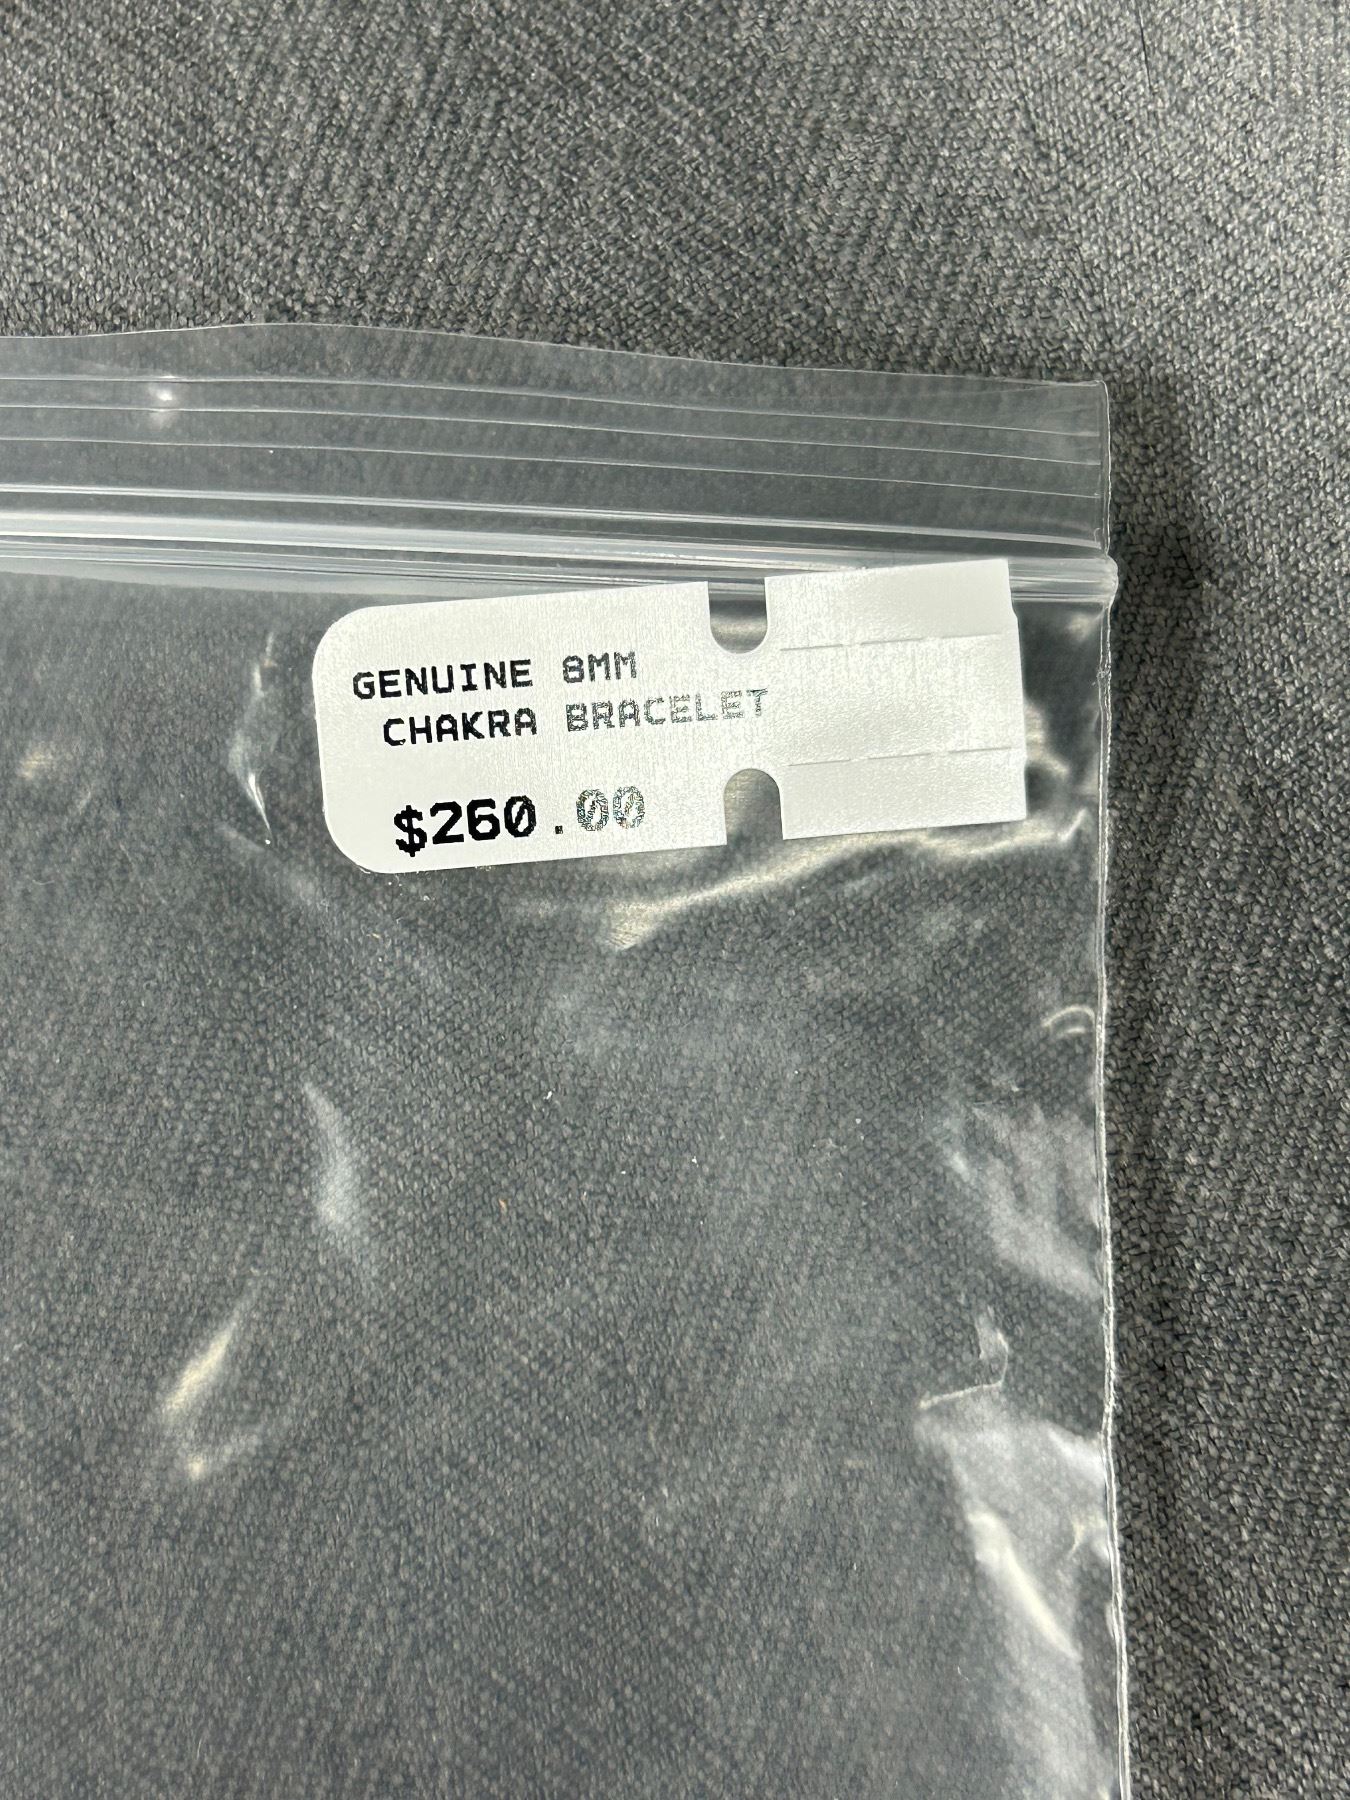 GENUINE 8MM
CHAKRA BRACELET
$260.00